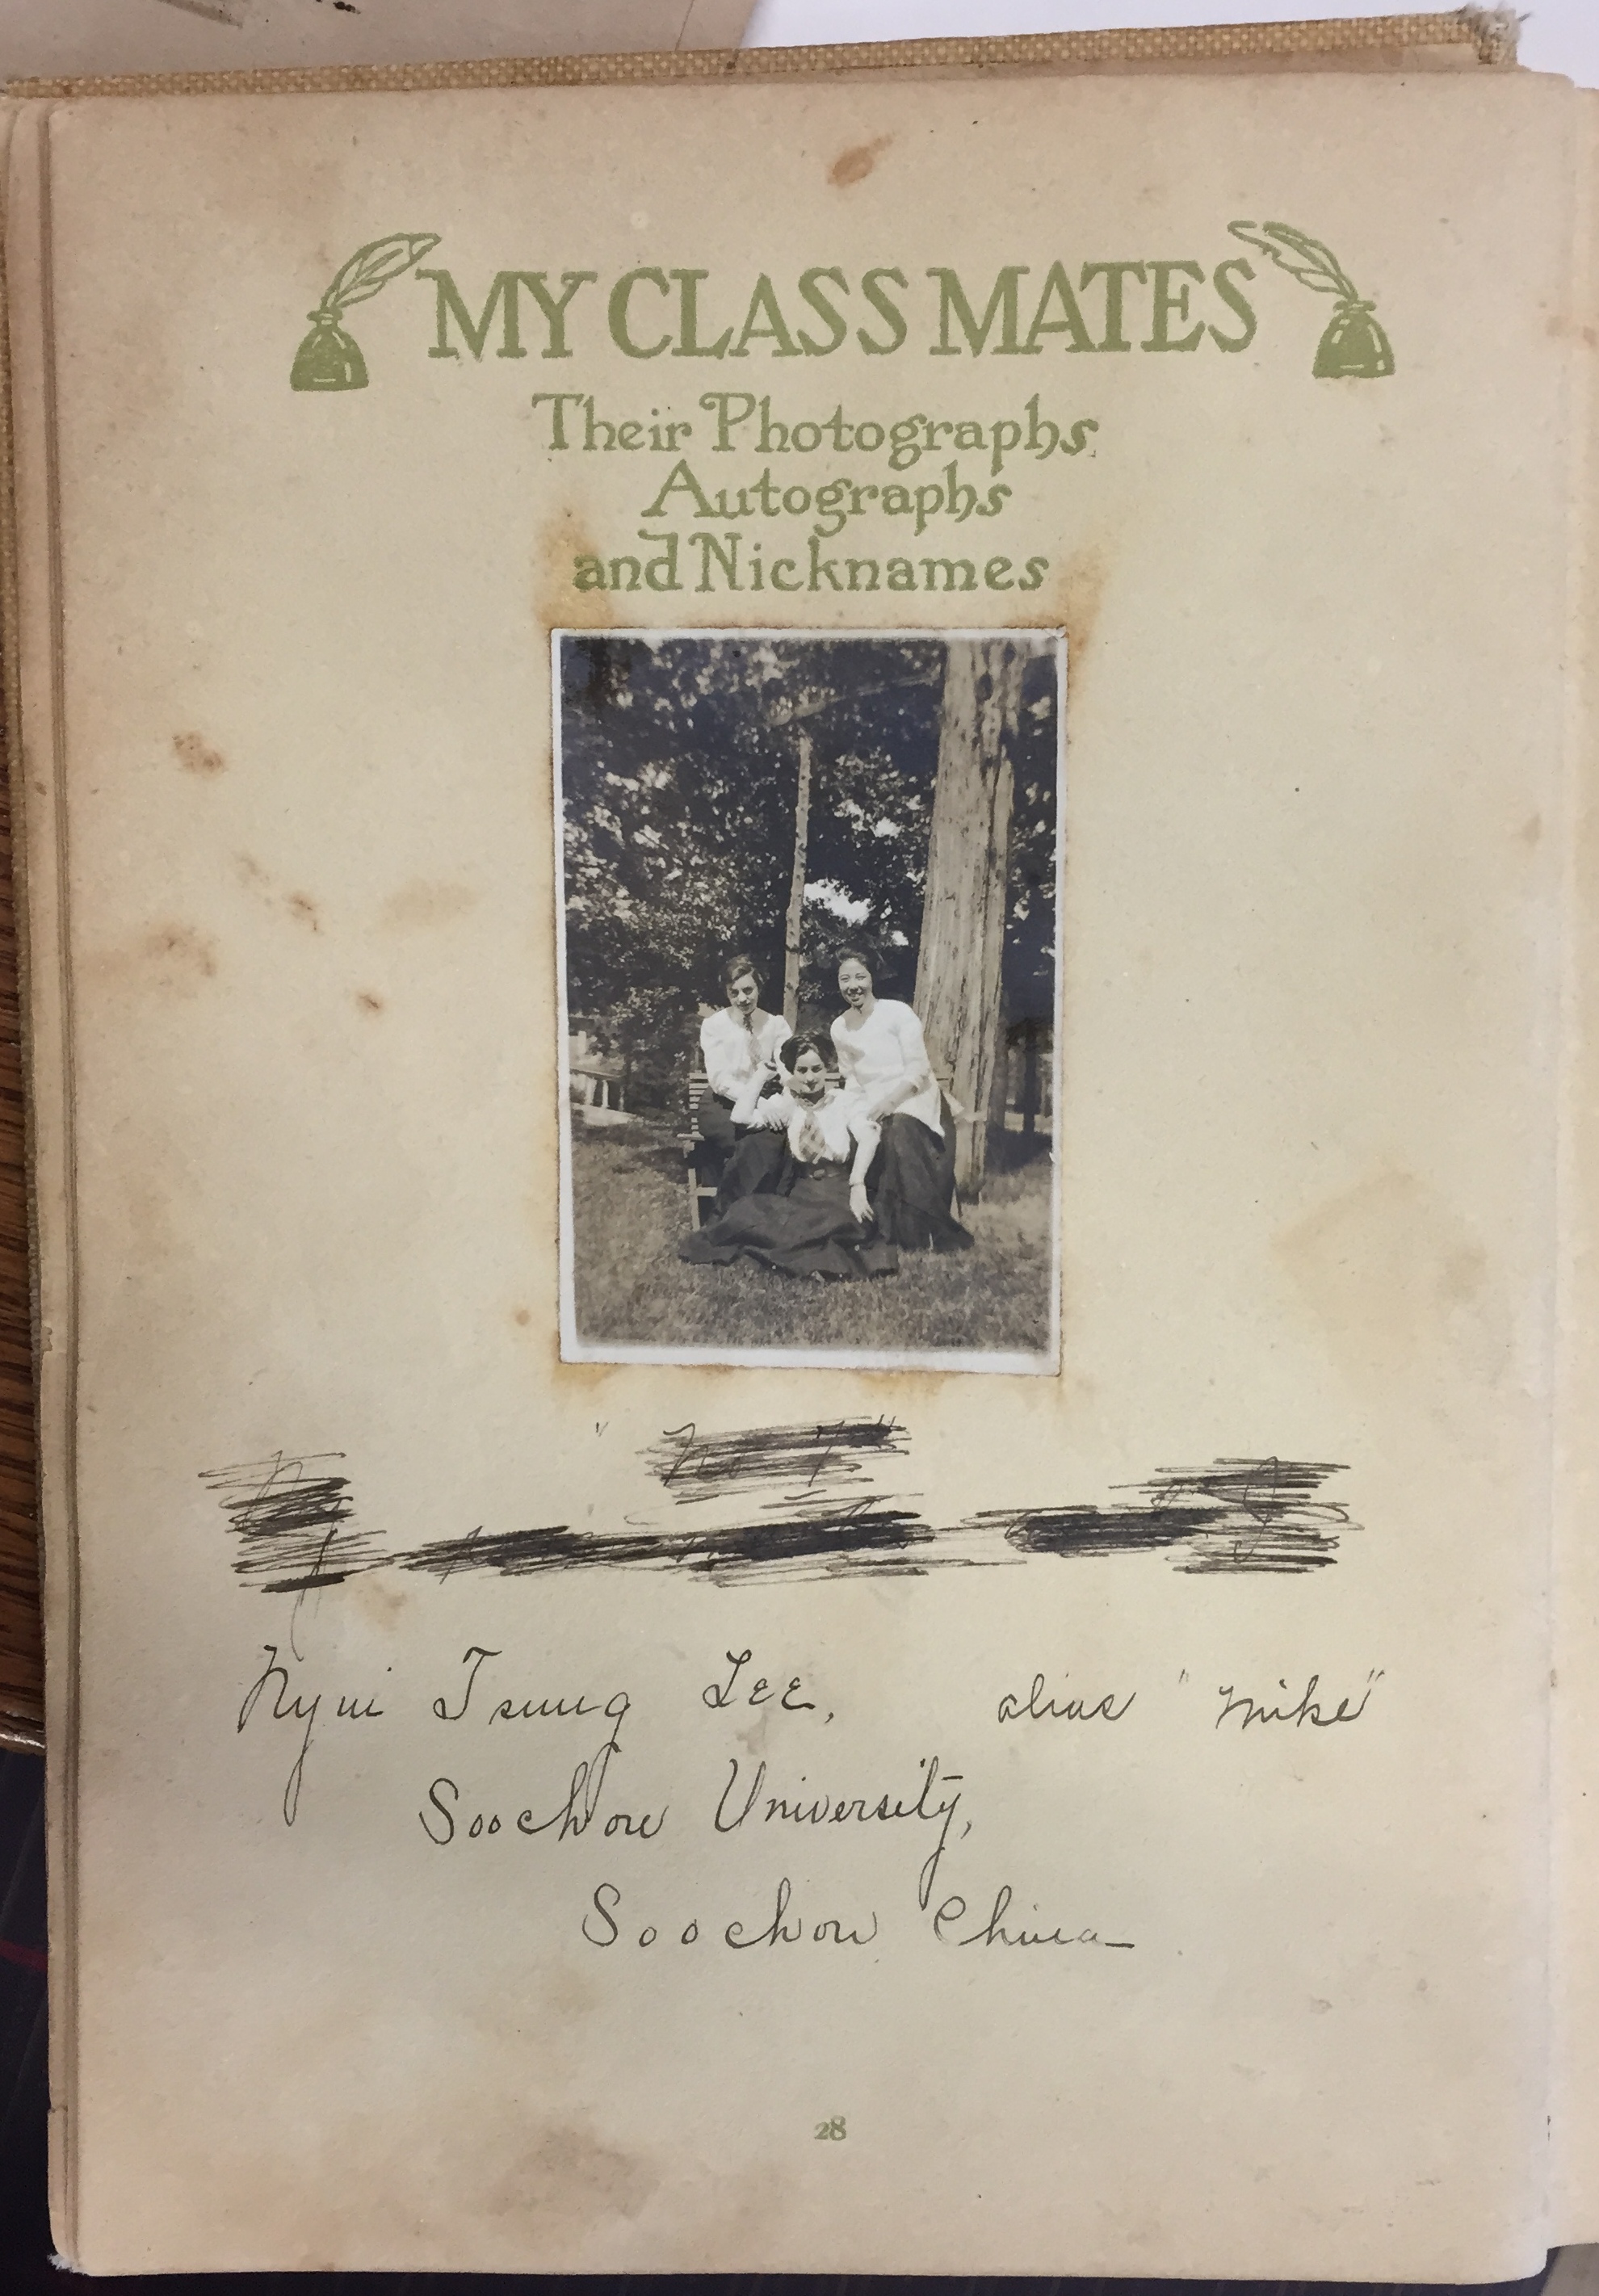 MY CLASS MATES
Their Photographs
Autographs
and Nicknames
Nyui Tsung Lee, alias "Mike"
Soochow University,
Soochow China
28